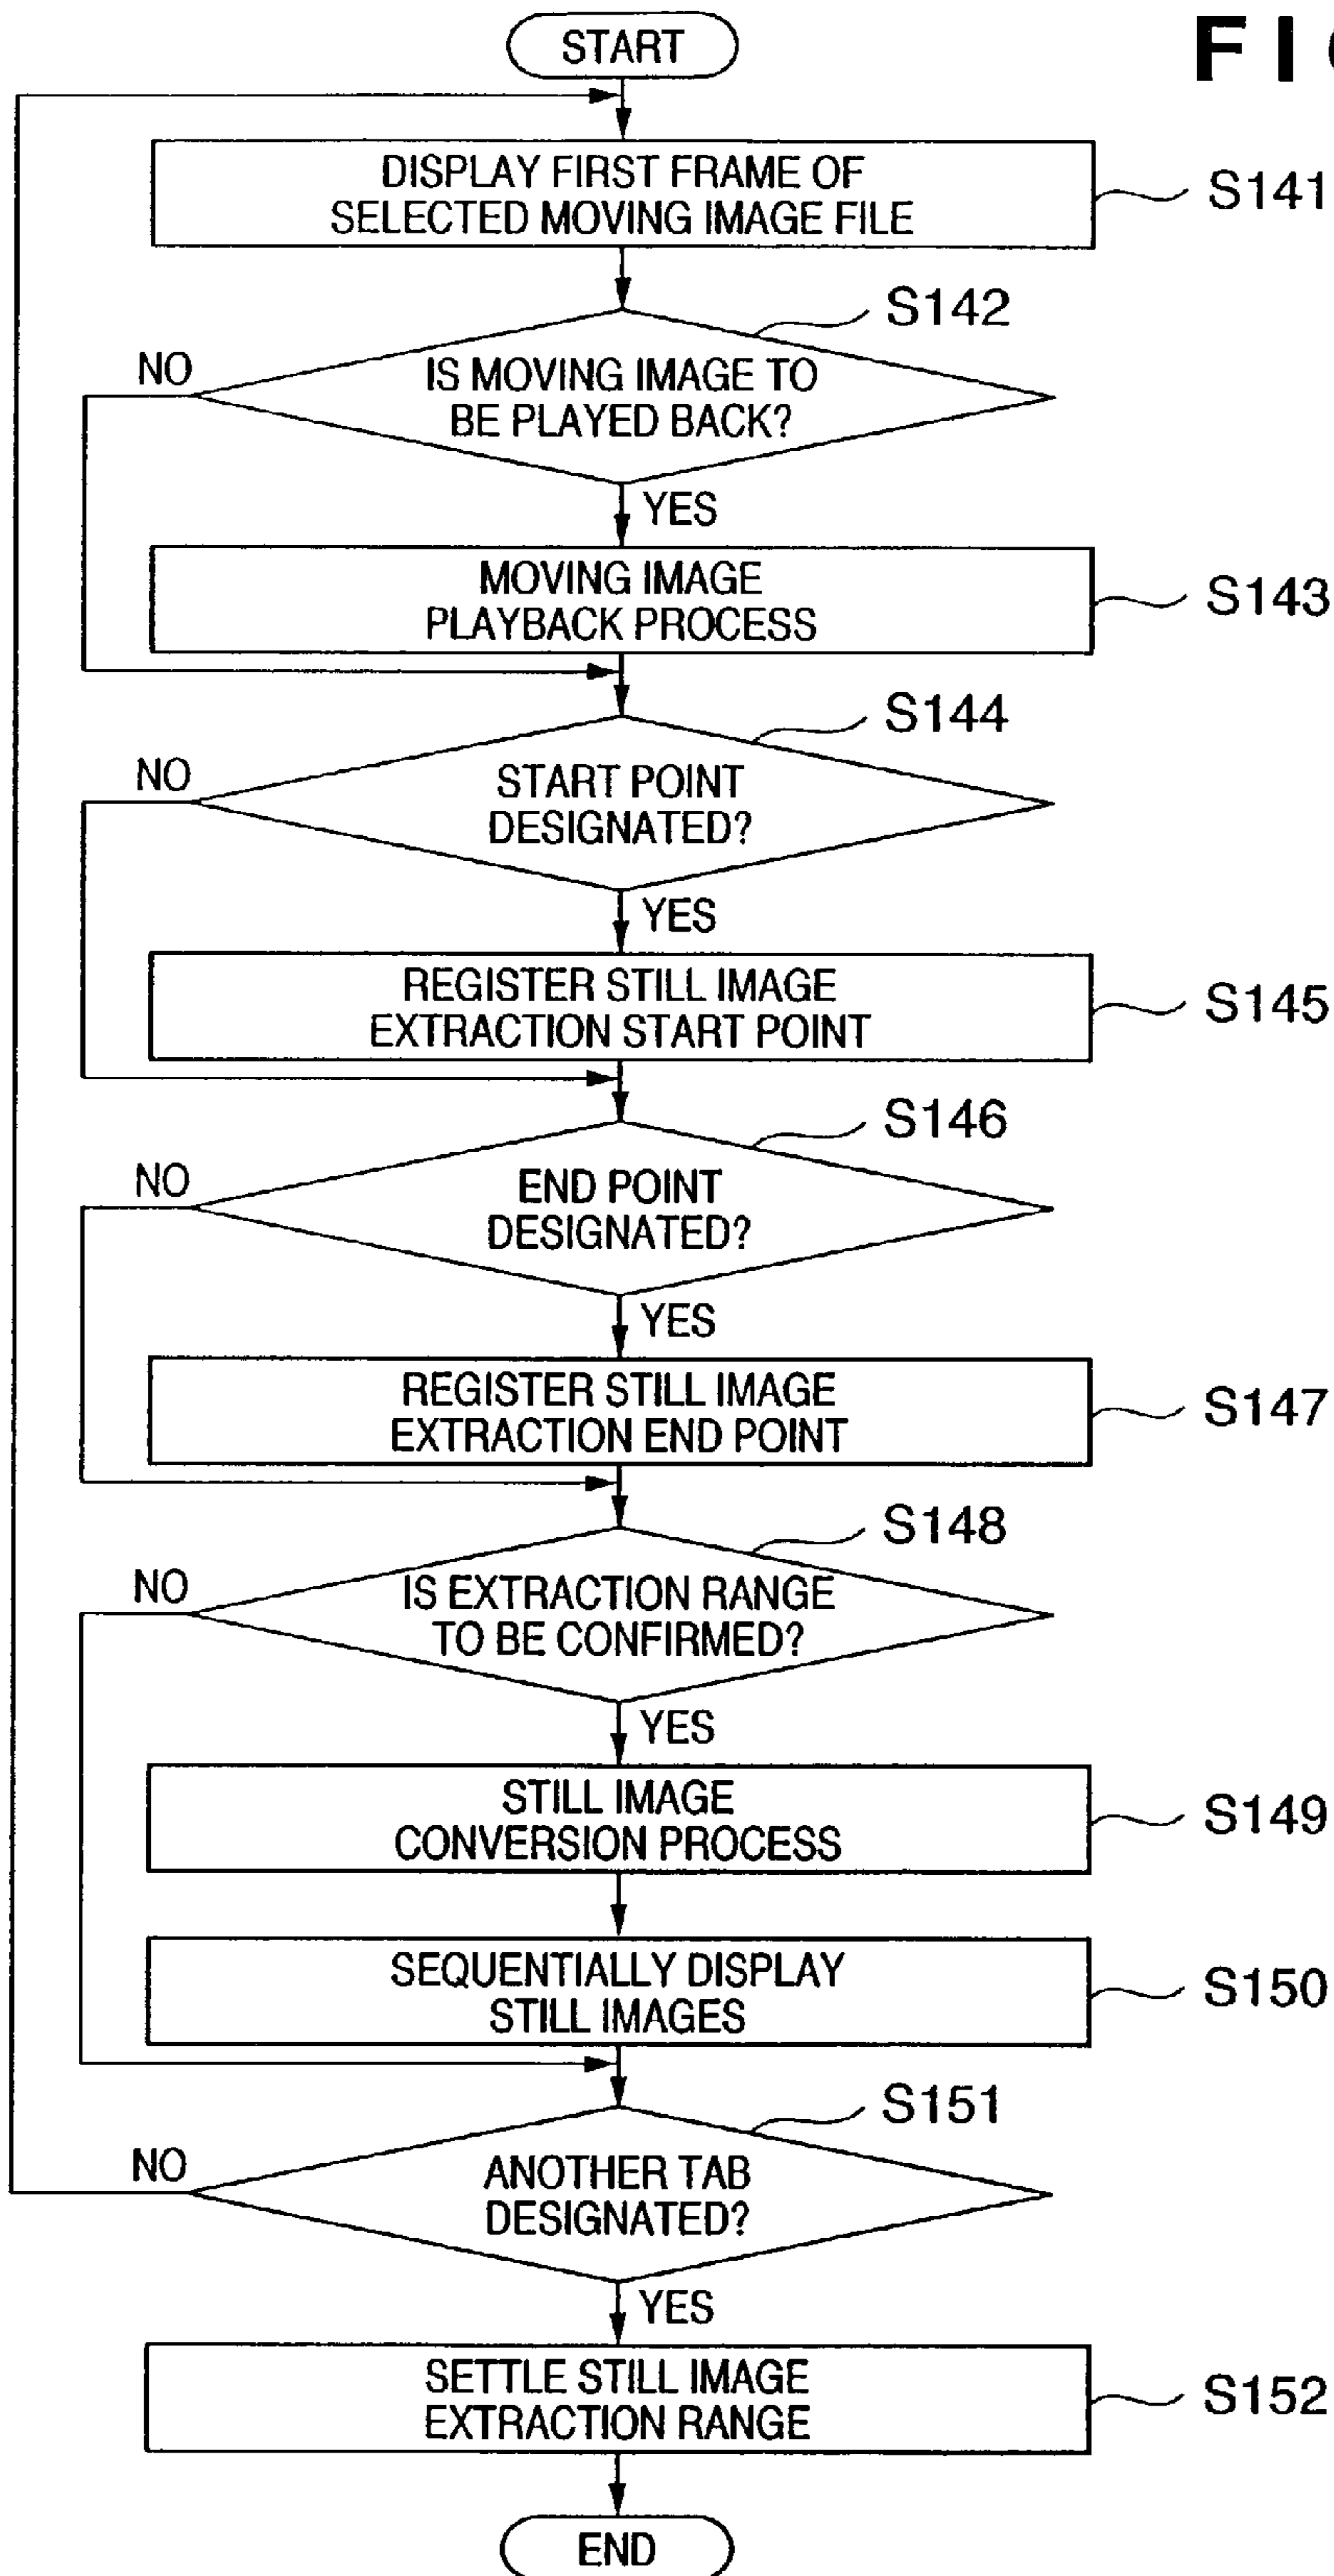 START
FI
DISPLAY FIRST FRAME OF
SELECTED MOVING IMAGE FILE
S141
S142
NO
IS MOVING IMAGE TO
BE PLAYED BACK?
YES
MOVING IMAGE
PLAYBACK PROCESS
S143
S144
NO
START POINT
DESIGNATED?
YES
REGISTER STILL IMAGE
EXTRACTION START POINT
S145
S146
NO
END POINT
DESIGNATED?
YES
REGISTER STILL IMAGE
EXTRACTION END POINT
S147
S148
NO
IS EXTRACTION RANGE
TO BE CONFIRMED?
YES
STILL IMAGE
CONVERSION PROCESS
S149
SEQUENTIALLY DISPLAY
STILL IMAGES
S150
S151
NO
ANOTHER TAB
DESIGNATED?
YES
SETTLE STILL IMAGE
EXTRACTION RANGE
S152
END